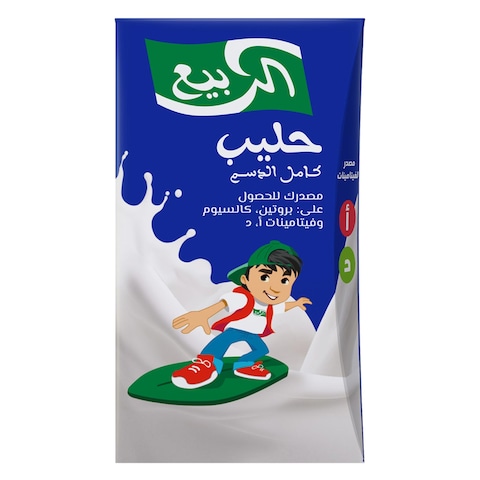 الربيع
حليب
كامل الدسم
مصدرك للحصول
على: بروتين، كالسيوم
وفيتامينات أ، د
مصدر
الفيتامينات
أ
د